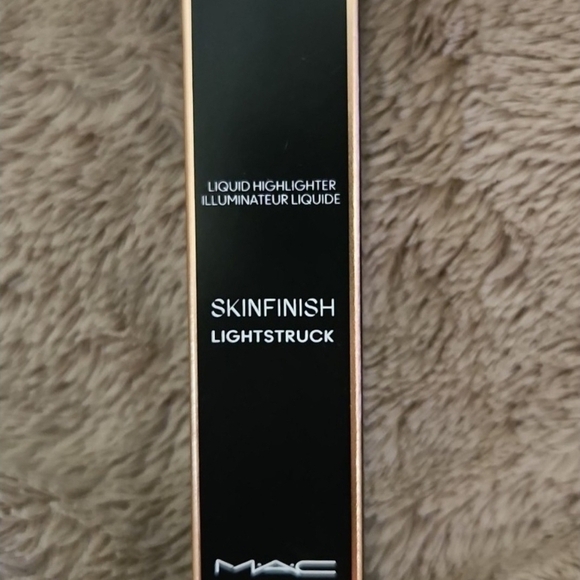 LIQUID HIGHLIGHTER
ILLUMINATEUR LIQUIDE
SKINFINISH
LIGHTSTRUCK
M·A·C